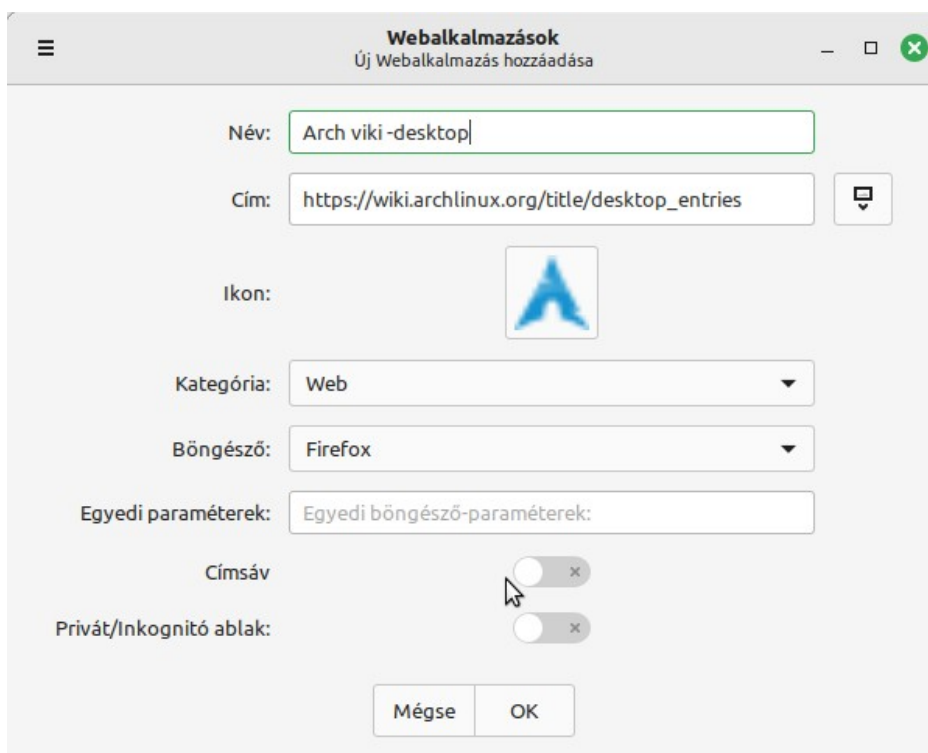 Webalkalmazások
Új Webalkalmazás hozzáadása
Név: Arch viki -desktop
Cím: https://wiki.archlinux.org/title/desktop_entries
Ikon:
Kategória: Web
Böngésző: Firefox
Egyedi paraméterek: Egyedi böngésző-paraméterek:
Címsáv
Privát/Inkognitó ablak:
Mégse OK